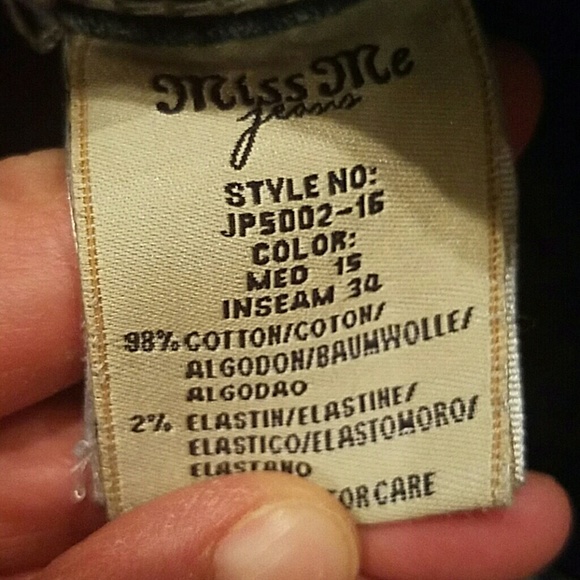 Miss Me
jeans
STYLE NO:
JP5002-16
COLOR:
MED 15
INSEAM 34
98% COTTON/COTON/
ALGODON/BAUMWOLLE/
ALGODAO
2% ELASTIN/ELASTINE/
ELASTICO/ELASTOMORO/
ELASTANO
FOR CARE